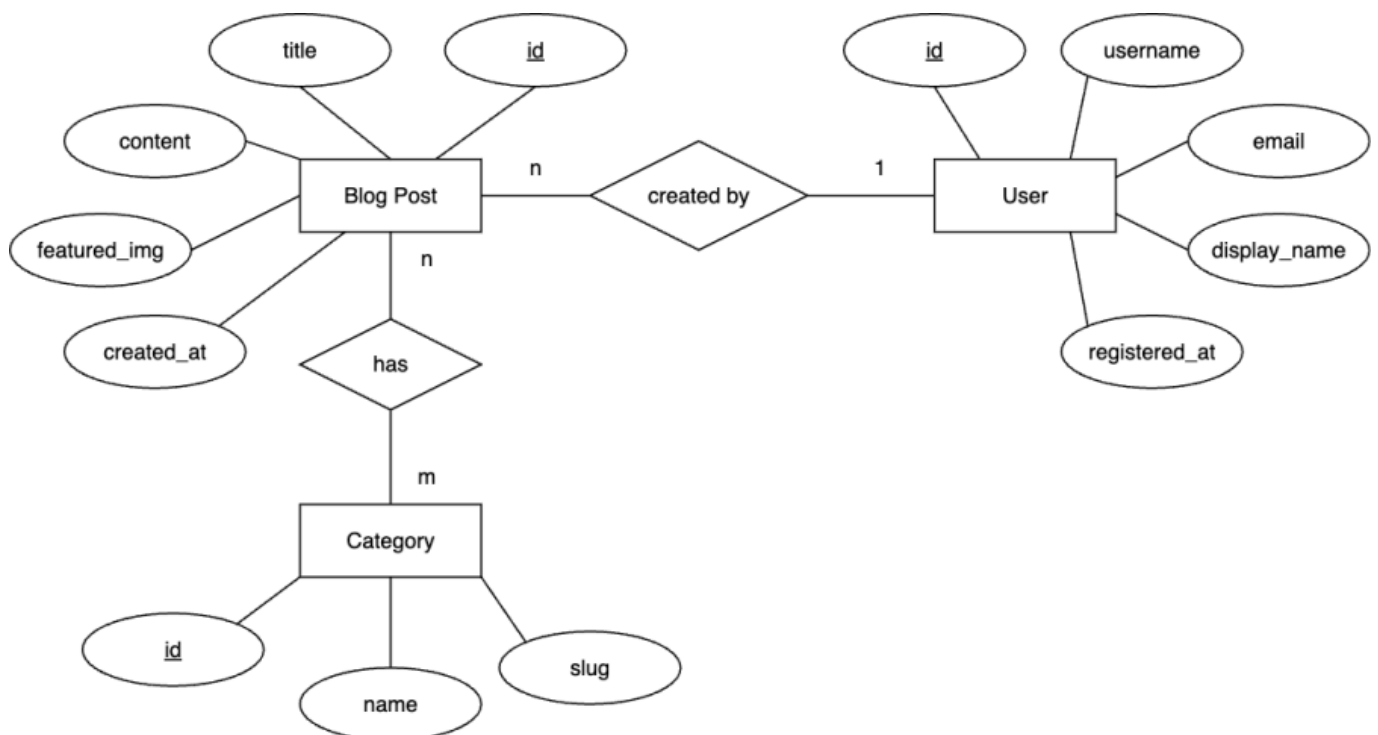 title
id
id
username
content
email
Blog Post
n
created by
1
User
featured_img
n
display_name
created_at
has
registered_at
m
Category
id
slug
name